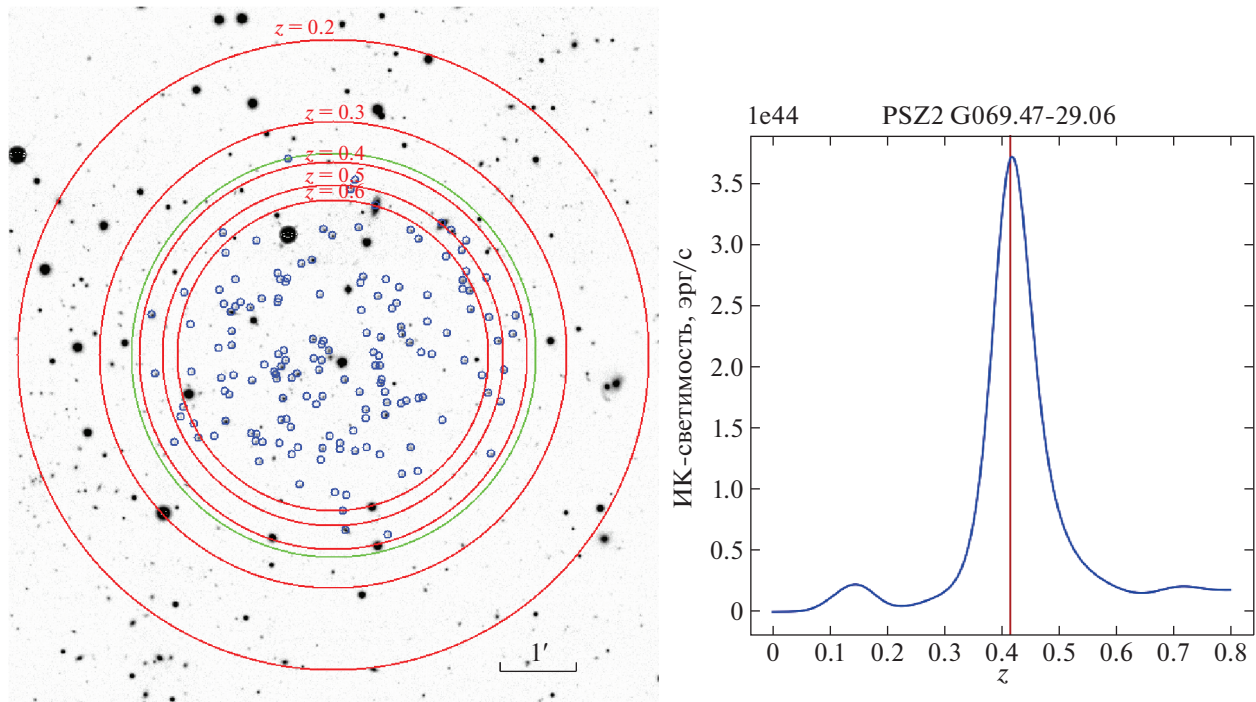 z = 0.2
z = 0.3
z = 0.4
z = 0.5
z = 0.6
1′
1e44
PSZ2 G069.47-29.06
ИК-светимость, эрг/с
3.5
3.0
2.5
2.0
1.5
1.0
0.5
0
0 0.1 0.2 0.3 0.4 0.5 0.6 0.7 0.8
z